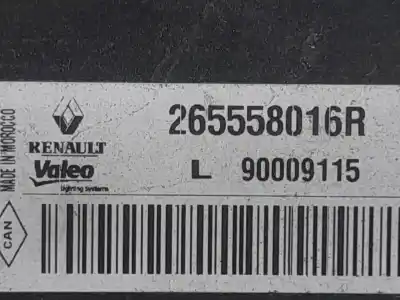 265558016R
RENAULT
Valeo
Lighting Systems
L 90009115
MADE IN MOROCCO
CAN